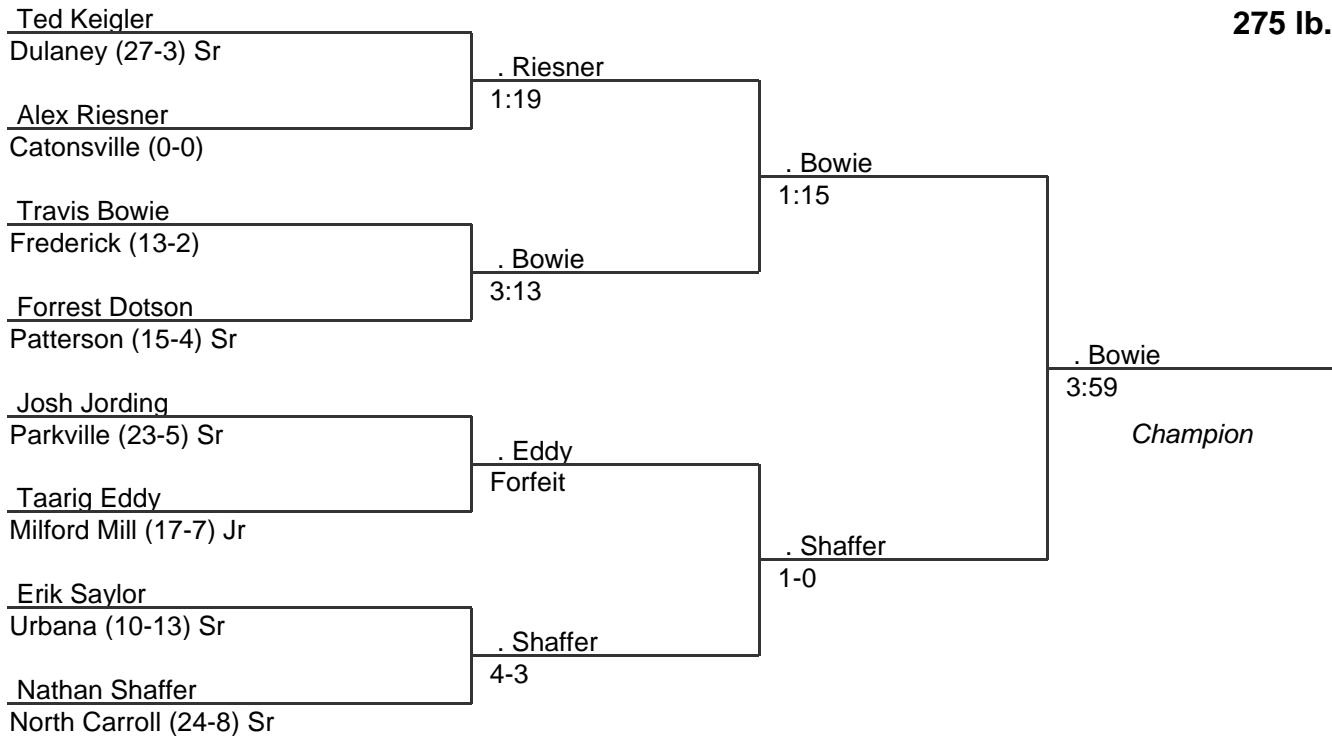 Ted Keigler
Dulaney (27-3) Sr
275 lb.
. Riesner
1:19
Alex Riesner
Catonsville (0-0)
. Bowie
1:15
Travis Bowie
Frederick (13-2)
. Bowie
3:13
Forrest Dotson
Patterson (15-4) Sr
. Bowie
3:59
Champion
Josh Jording
Parkville (23-5) Sr
. Eddy
Forfeit
Taarig Eddy
Milford Mill (17-7) Jr
. Shaffer
1-0
Erik Saylor
Urbana (10-13) Sr
. Shaffer
4-3
Nathan Shaffer
North Carroll (24-8) Sr